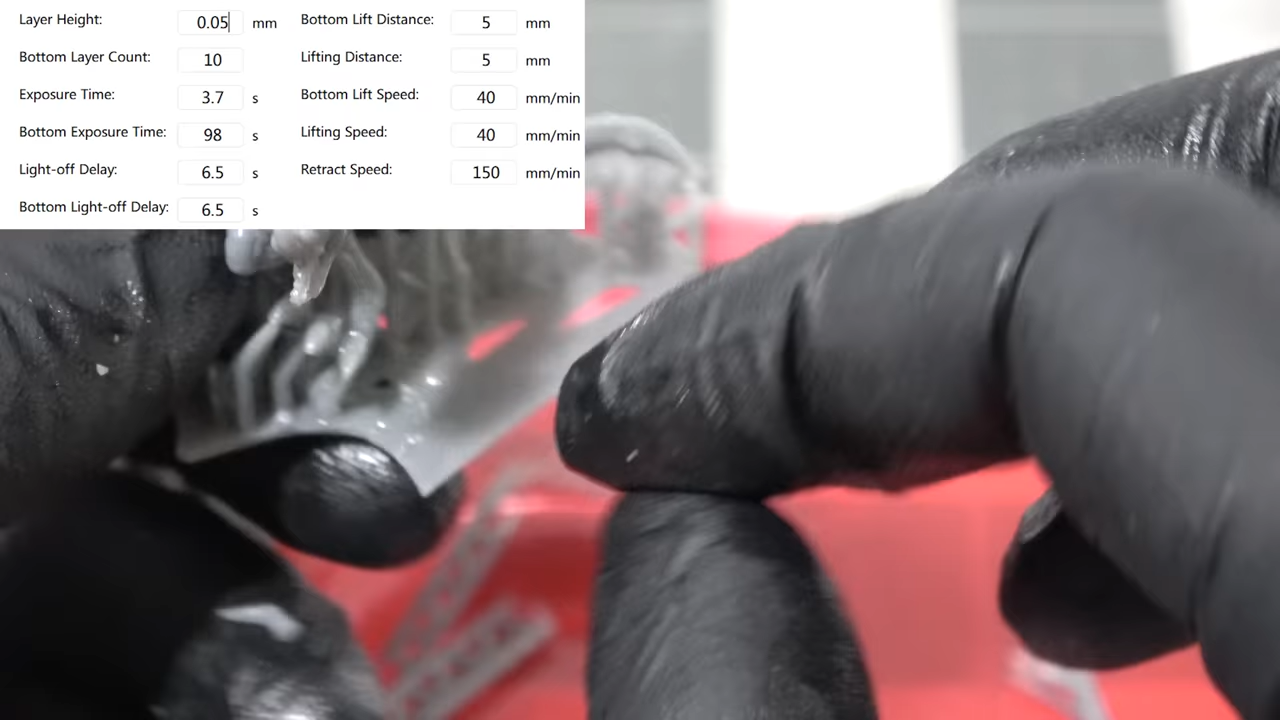 Layer Height: 0.05 mm Bottom Lift Distance: 5 mm
Bottom Layer Count: 10 Lifting Distance: 5 mm
Exposure Time: 3.7 s Bottom Lift Speed: 40 mm/min
Bottom Exposure Time: 98 s Lifting Speed: 40 mm/min
Light-off Delay: 6.5 s Retract Speed: 150 mm/min
Bottom Light-off Delay: 6.5 s